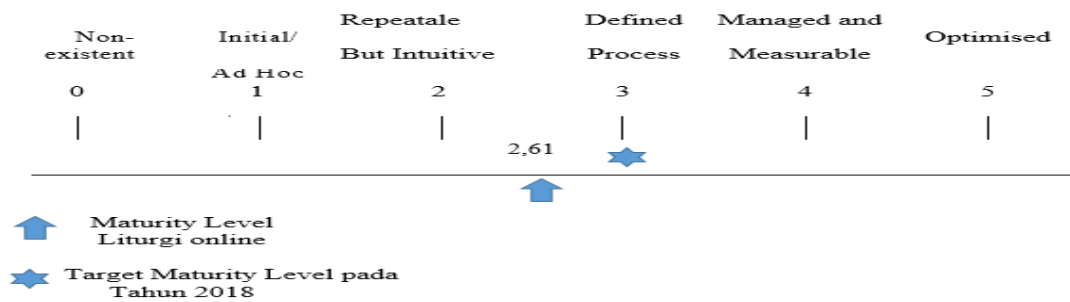 Non-
existent
Initial/
Ad Hoc
Repeatale
But Intuitive
Defined
Process
Managed and
Measurable
Optimised
0 1 2 3 4 5
2,61
Maturity Level
Liturgi online
Target Maturity Level pada
Tahun 2018